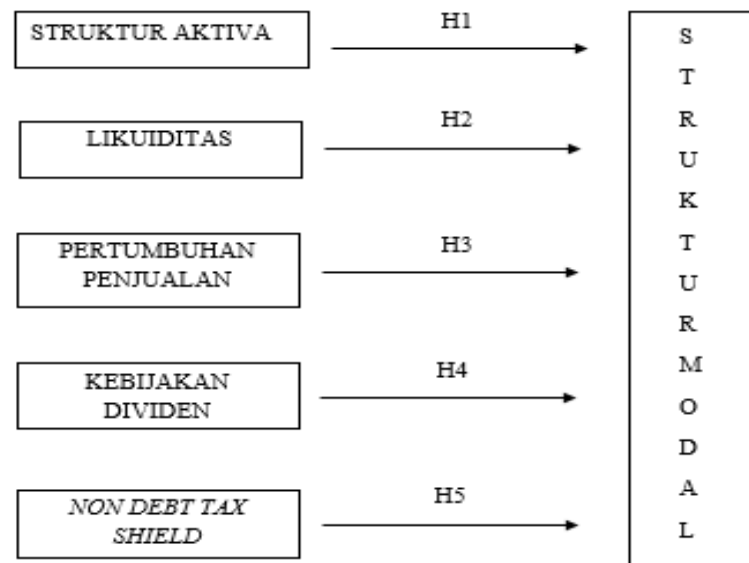 STRUKTUR AKTIVA
H1
LIKUIDITAS
H2
PERTUMBUHAN
PENJUALAN
H3
KEBIJAKAN
DIVIDEN
H4
NON DEBT TAX
SHIELD
H5
S
T
R
U
K
T
U
R
M
O
D
A
L